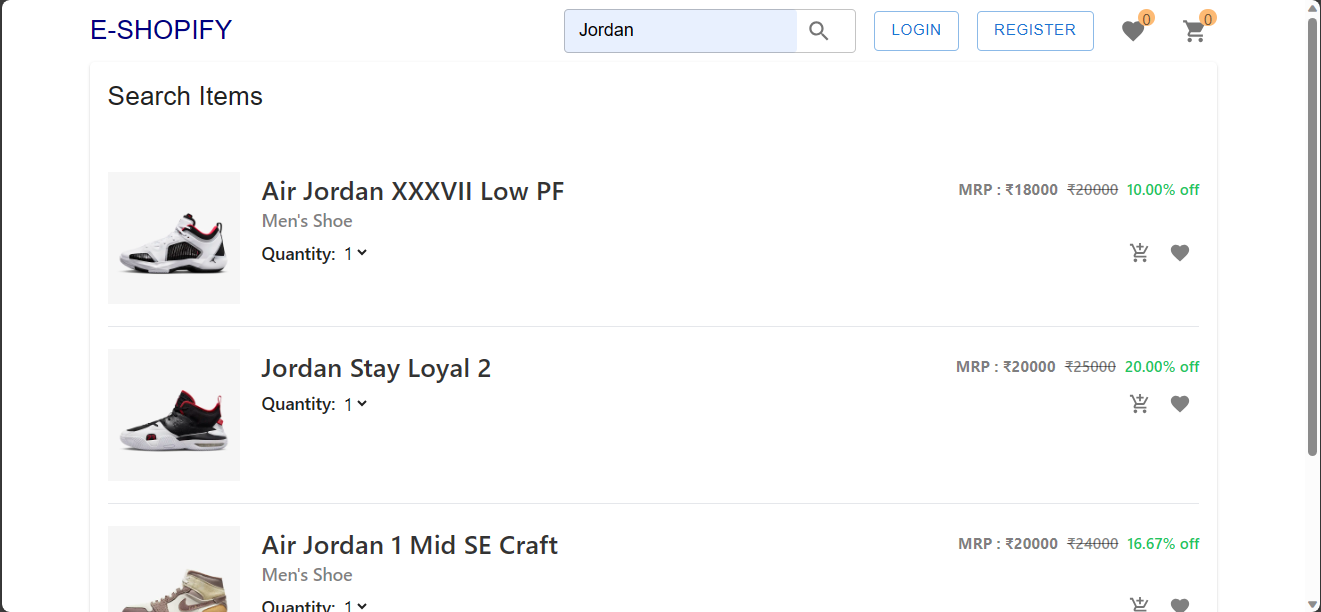 E-SHOPIFY
Jordan
LOGIN
REGISTER
0
0
Search Items
Air Jordan XXXVII Low PF
MRP : ₹18000 ₹20000 10.00% off
Men's Shoe
Quantity: 1
Jordan Stay Loyal 2
MRP : ₹20000 ₹25000 20.00% off
Quantity: 1
Air Jordan 1 Mid SE Craft
MRP : ₹20000 ₹24000 16.67% off
Men's Shoe
Quantity: 1